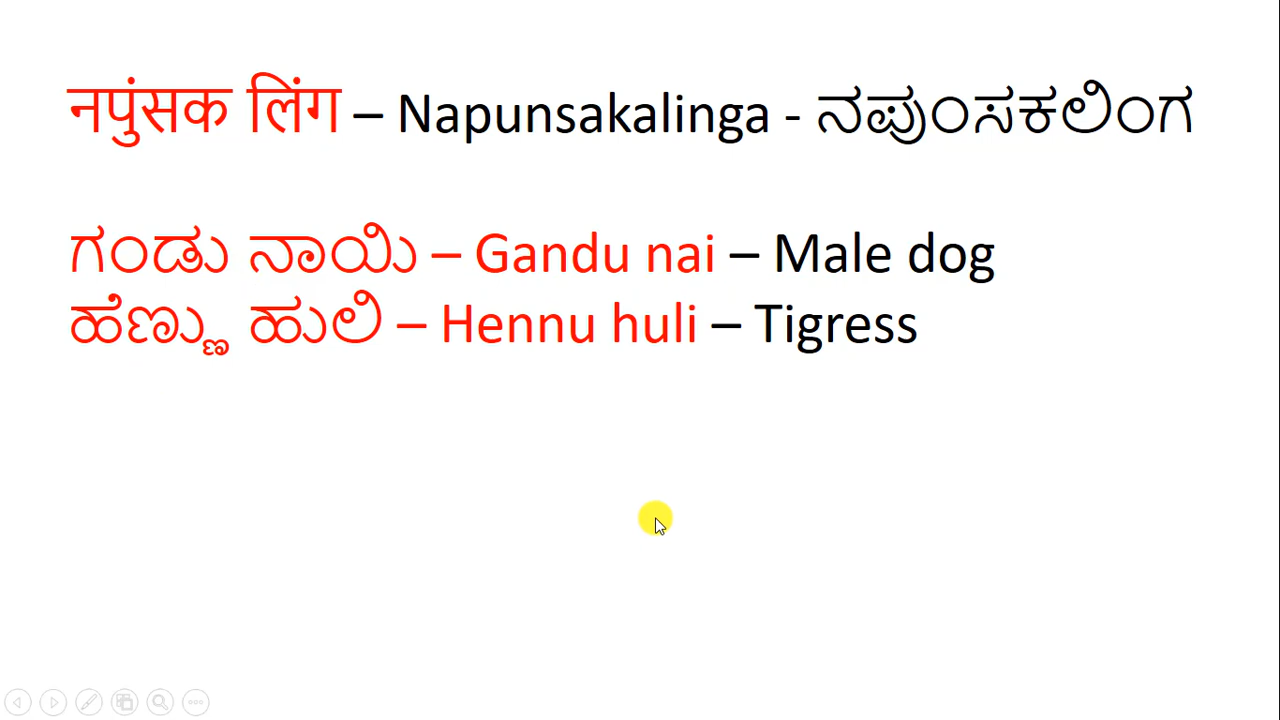 नपुंसक लिंग – Napunsakalinga - ನಪುಂಸಕಲಿಂಗ
ಗಂಡು ನಾಯಿ – Gandu nai – Male dog
ಹೆಣ್ಣು ಹುಲಿ – Hennu huli – Tigress